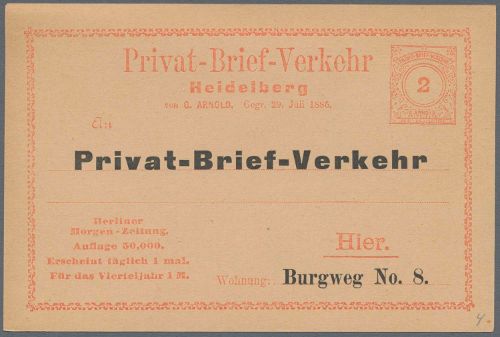 Privat-Brief-Verkehr
Heidelberg
von G. ARNOLD. Gegr. 29. Juli 1886.
2
An
Privat-Brief-Verkehr
Berliner
Morgen-Zeitung.
Auflage 50,000.
Erscheint täglich 1 mal.
Für das Vierteljahr 1 M.
Hier.
Wohnung: Burgweg No. 8.
4.-